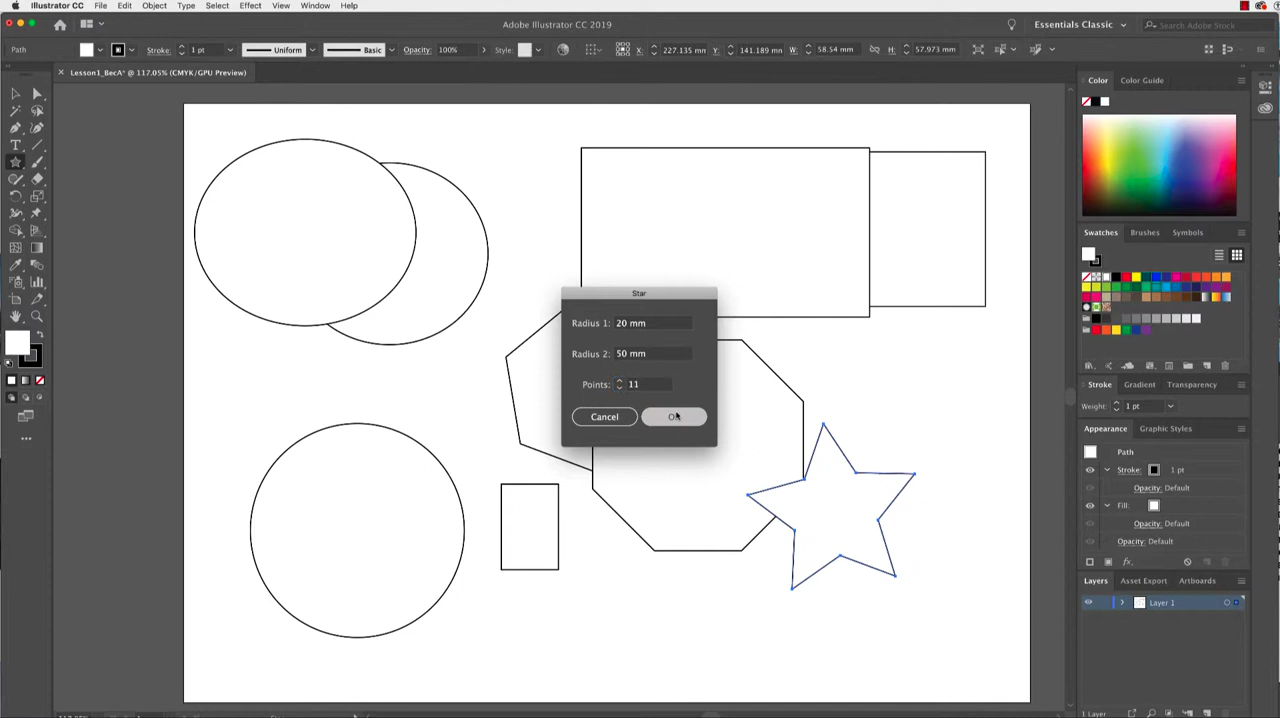 Illustrator CC File Edit Object Type Select Effect View Window Help
Adobe Illustrator CC 2019
Essentials Classic
Search Adobe Stock
Path Stroke: 1 pt Uniform Basic Opacity: 100% Style: X: 227.135 mm Y: 141.189 mm W: 58.54 mm H: 57.973 mm
Lesson1_BecA* @ 117.05% (CMYK/GPU Preview)
Color Color Guide
Swatches Brushes Symbols
Star
Radius 1: 20 mm
Radius 2: 50 mm
Points: 11
Cancel
Stroke Gradient Transparency
Weight: 1 pt
Appearance Graphic Styles
Path
Stroke: 1 pt
Opacity: Default
Fill:
Opacity: Default
Opacity: Default
fx
Layers Asset Export Artboards
Layer 1
1 Layer